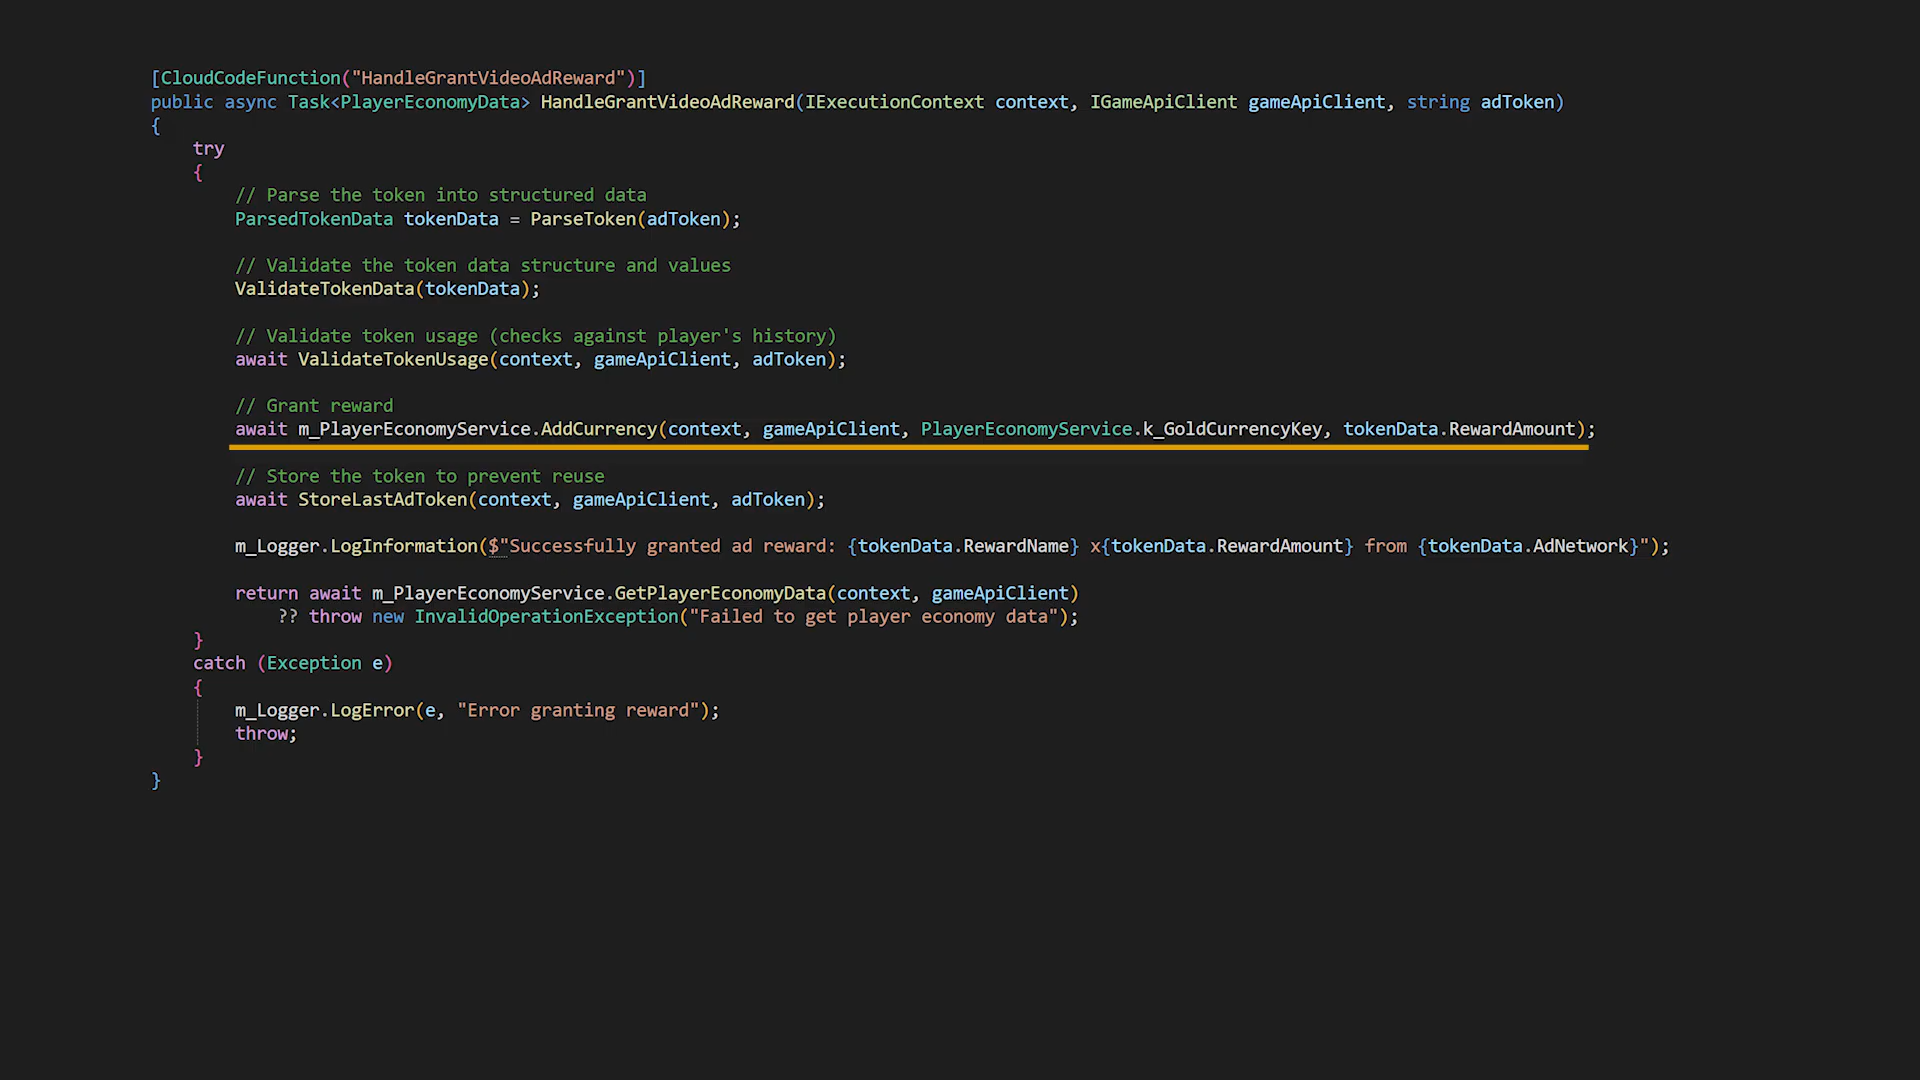 [CloudCodeFunction("HandleGrantVideoAdReward")]
public async Task<PlayerEconomyData> HandleGrantVideoAdReward(IExecutionContext context, IGameApiClient gameApiClient, string adToken)
{
    try
    {
        // Parse the token into structured data
        ParsedTokenData tokenData = ParseToken(adToken);

        // Validate the token data structure and values
        ValidateTokenData(tokenData);

        // Validate token usage (checks against player's history)
        await ValidateTokenUsage(context, gameApiClient, adToken);

        // Grant reward
        await m_PlayerEconomyService.AddCurrency(context, gameApiClient, PlayerEconomyService.k_GoldCurrencyKey, tokenData.RewardAmount);

        // Store the token to prevent reuse
        await StoreLastAdToken(context, gameApiClient, adToken);

        m_Logger.LogInformation($"Successfully granted ad reward: {tokenData.RewardName} x{tokenData.RewardAmount} from {tokenData.AdNetwork}");

        return await m_PlayerEconomyService.GetPlayerEconomyData(context, gameApiClient)
            ?? throw new InvalidOperationException("Failed to get player economy data");
    }
    catch (Exception e)
    {
        m_Logger.LogError(e, "Error granting reward");
        throw;
    }
}